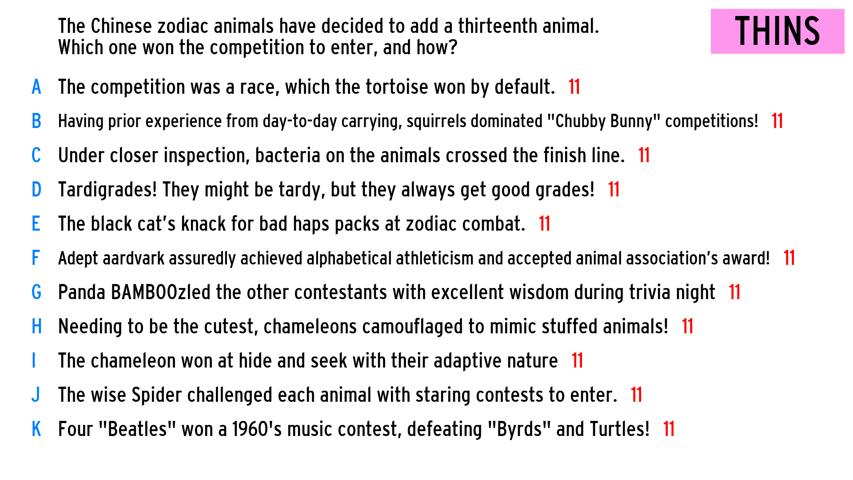 The Chinese zodiac animals have decided to add a thirteenth animal.
Which one won the competition to enter, and how?
THINS
A The competition was a race, which the tortoise won by default. 11
B Having prior experience from day-to-day carrying, squirrels dominated "Chubby Bunny" competitions! 11
C Under closer inspection, bacteria on the animals crossed the finish line. 11
D Tardigrades! They might be tardy, but they always get good grades! 11
E The black cat's knack for bad haps packs at zodiac combat. 11
F Adept aardvark assuredly achieved alphabetical athleticism and accepted animal association's award! 11
G Panda BAMBOOzled the other contestants with excellent wisdom during trivia night 11
H Needing to be the cutest, chameleons camouflaged to mimic stuffed animals! 11
I The chameleon won at hide and seek with their adaptive nature 11
J The wise Spider challenged each animal with staring contests to enter. 11
K Four "Beatles" won a 1960's music contest, defeating "Byrds" and Turtles! 11